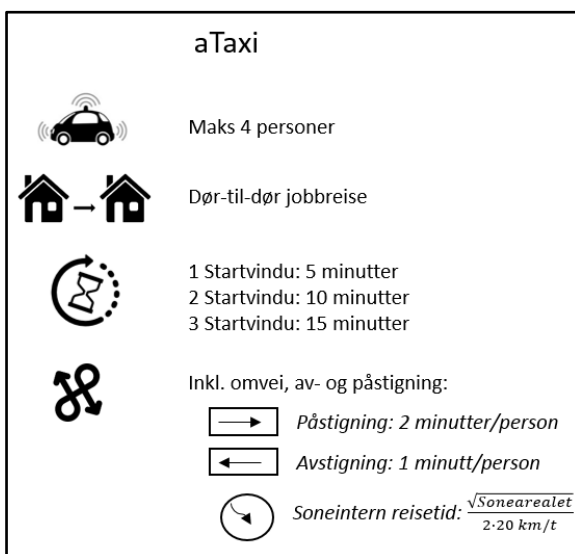 aTaxi
Maks 4 personer
Dør-til-dør jobbreise
1 Startvindu: 5 minutter
2 Startvindu: 10 minutter
3 Startvindu: 15 minutter
Inkl. omvei, av- og påstigning:
Påstigning: 2 minutter/person
Avstigning: 1 minutt/person
Soneintern reisetid: √Sonearealet / 2·20 km/t